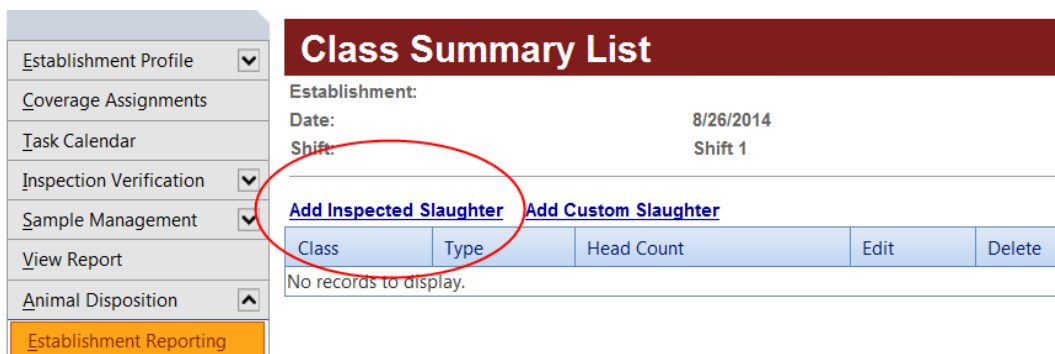 Establishment Profile
Coverage Assignments
Task Calendar
Inspection Verification
Sample Management
View Report
Animal Disposition
Establishment Reporting
Class Summary List
Establishment:
Date: 8/26/2014
Shift: Shift 1
Add Inspected Slaughter Add Custom Slaughter
Class Type Head Count Edit Delete
No records to display.